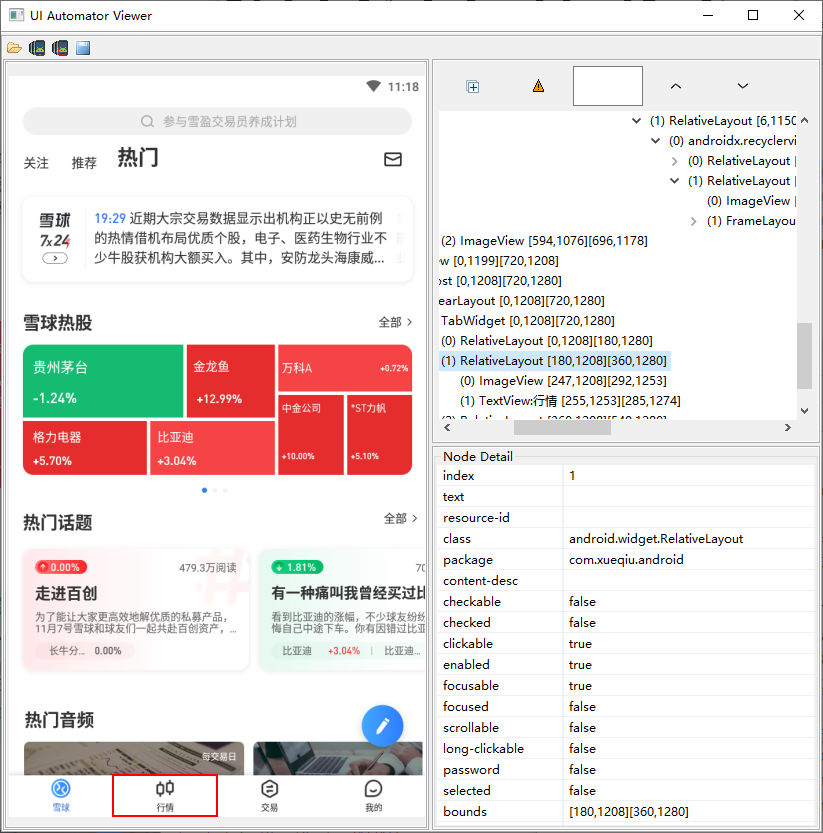 UI Automator Viewer
11:18
参与雪盈交易员养成计划
关注
推荐
热门
雪球
7x24
19:29 近期大宗交易数据显示出机构正以史无前例
的热情借机布局优质个股，电子、医药生物行业不
少牛股获机构大额买入。其中，安防龙头海康威...
雪球热股
全部
贵州茅台
-1.24%
金龙鱼
+12.99%
万科A
+0.72%
格力电器
+5.70%
比亚迪
+3.04%
中金公司
+10.00%
*ST力帆
+5.10%
热门话题
全部
0.00%
479.3万阅读
走进百创
为了能让大家更高效地解优质的私募产品，
11月7号雪球和球友们一起共赴百创资产，...
长牛分... 0.00%
1.81%
70
有一种痛叫我曾经买过比
看到比亚迪的涨幅，不少球友纷纷
悔自己中途下车。你有因错过比亚
比亚迪 +3.04% | 比亚迪...
热门音频
每交易日
雪球
行情
交易
我的
(1) RelativeLayout [6,1150
(0) androidx.recyclervi
(0) RelativeLayout [
(1) RelativeLayout [
(0) ImageView [
(1) FrameLayou
(2) ImageView [594,1076][696,1178]
ew [0,1199][720,1208]
ost [0,1208][720,1280]
earLayout [0,1208][720,1280]
TabWidget [0,1208][720,1280]
(0) RelativeLayout [0,1208][180,1280]
(1) RelativeLayout [180,1208][360,1280]
(0) ImageView [247,1208][292,1253]
(1) TextView:行情 [255,1253][285,1274]
(2) RelativeLayout [360,1208][540,1280]
Node Detail
index 1
text
resource-id
class android.widget.RelativeLayout
package com.xueqiu.android
content-desc
checkable false
checked false
clickable true
enabled true
focusable true
focused false
scrollable false
long-clickable false
password false
selected false
bounds [180,1208][360,1280]